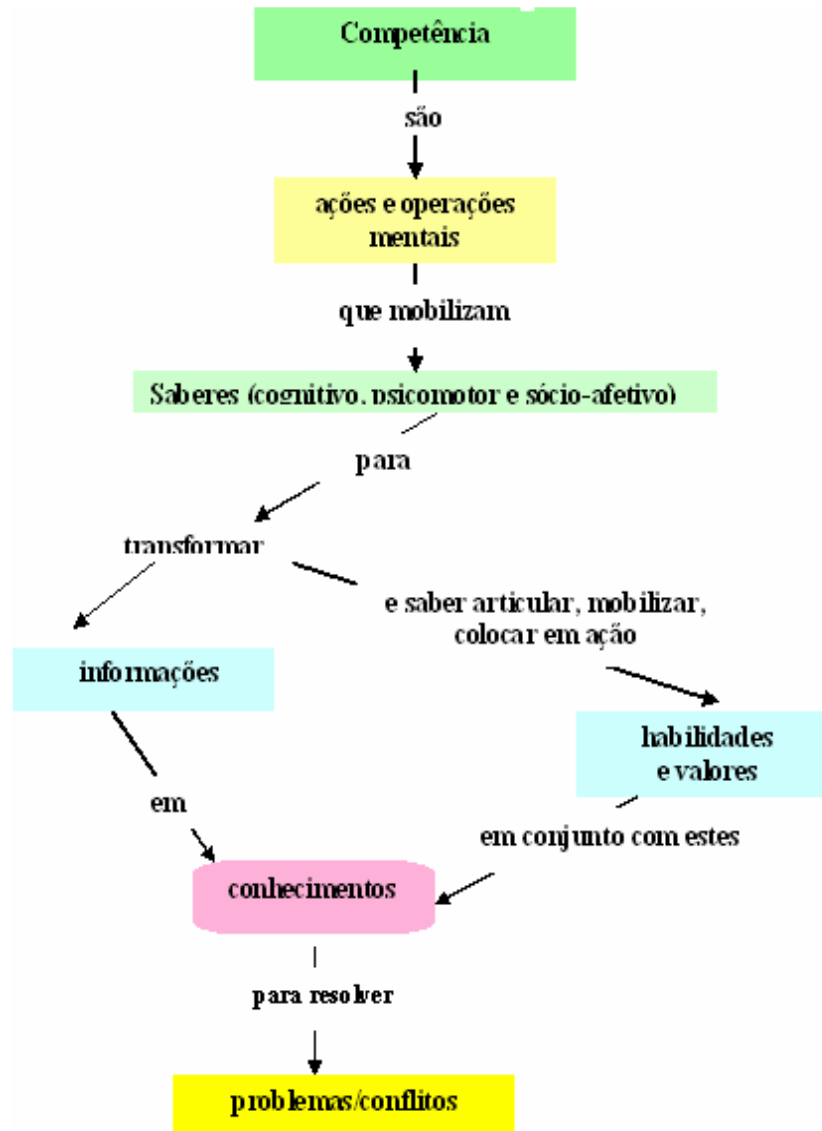 Competência
são
ações e operações
mentais
que mobilizam
Saberes (cognitivo, psicomotor e sócio-afetivo)
para
transformar
e saber articular, mobilizar,
colocar em ação
informações
habilidades
e valores
em
em conjunto com estes
conhecimentos
para resolver
problemas/conflitos